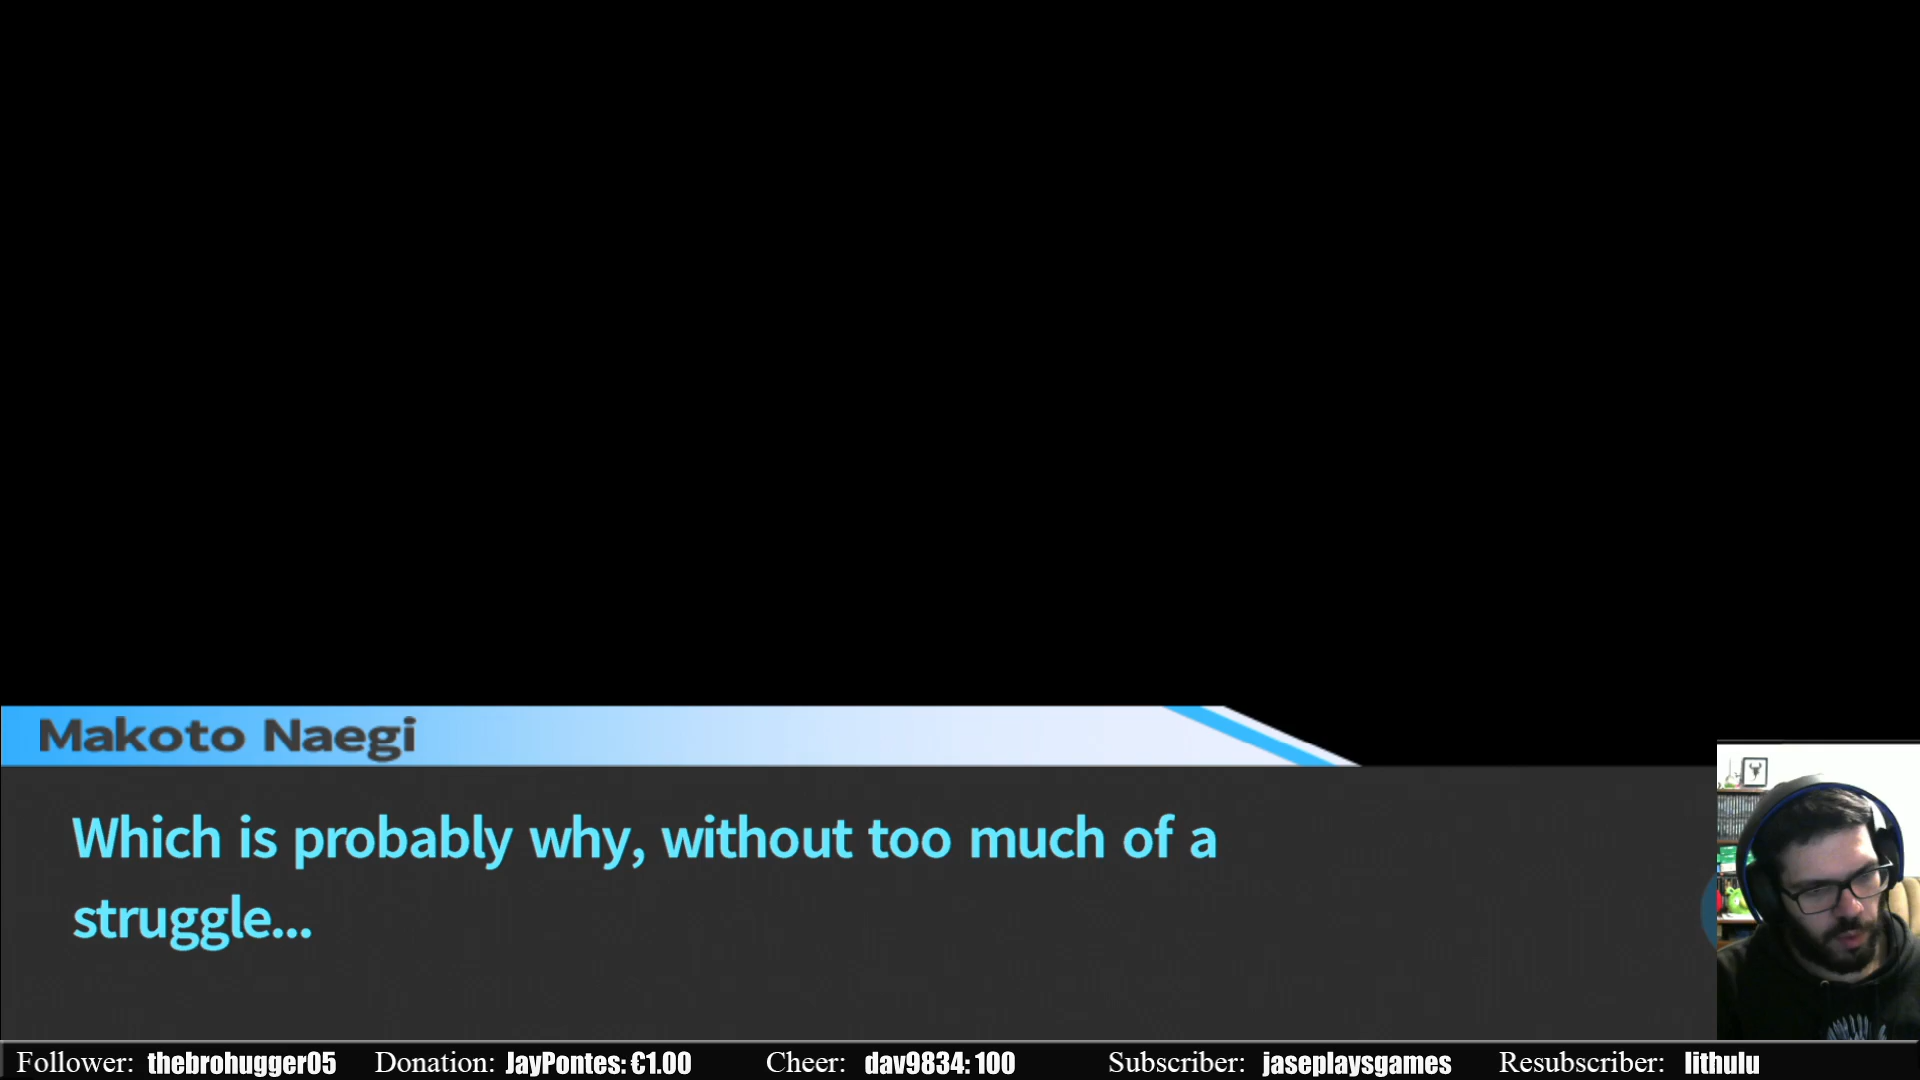 Makoto Naegi
Which is probably why, without too much of a
struggle...
Follower: thebrohugger05 Donation: JayPontes: €1.00 Cheer: dav9834: 100 Subscriber: jaseplaysgames Resubscriber: lithulu